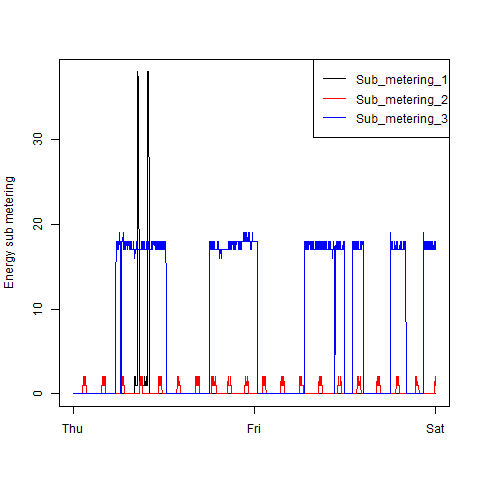 Sub_metering_1
Sub_metering_2
Sub_metering_3
Energy sub metering
30
20
10
0
Thu Fri Sat